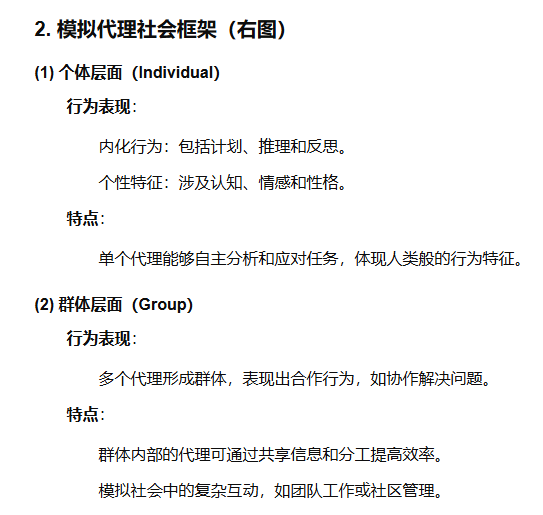 2. 模拟代理社会框架（右图）
(1) 个体层面（Individual）
行为表现：
内化行为：包括计划、推理和反思。
个性特征：涉及认知、情感和性格。
特点：
单个代理能够自主分析和应对任务，体现人类般的行为特征。
(2) 群体层面（Group）
行为表现：
多个代理形成群体，表现出合作行为，如协作解决问题。
特点：
群体内部的代理可通过共享信息和分工提高效率。
模拟社会中的复杂互动，如团队工作或社区管理。